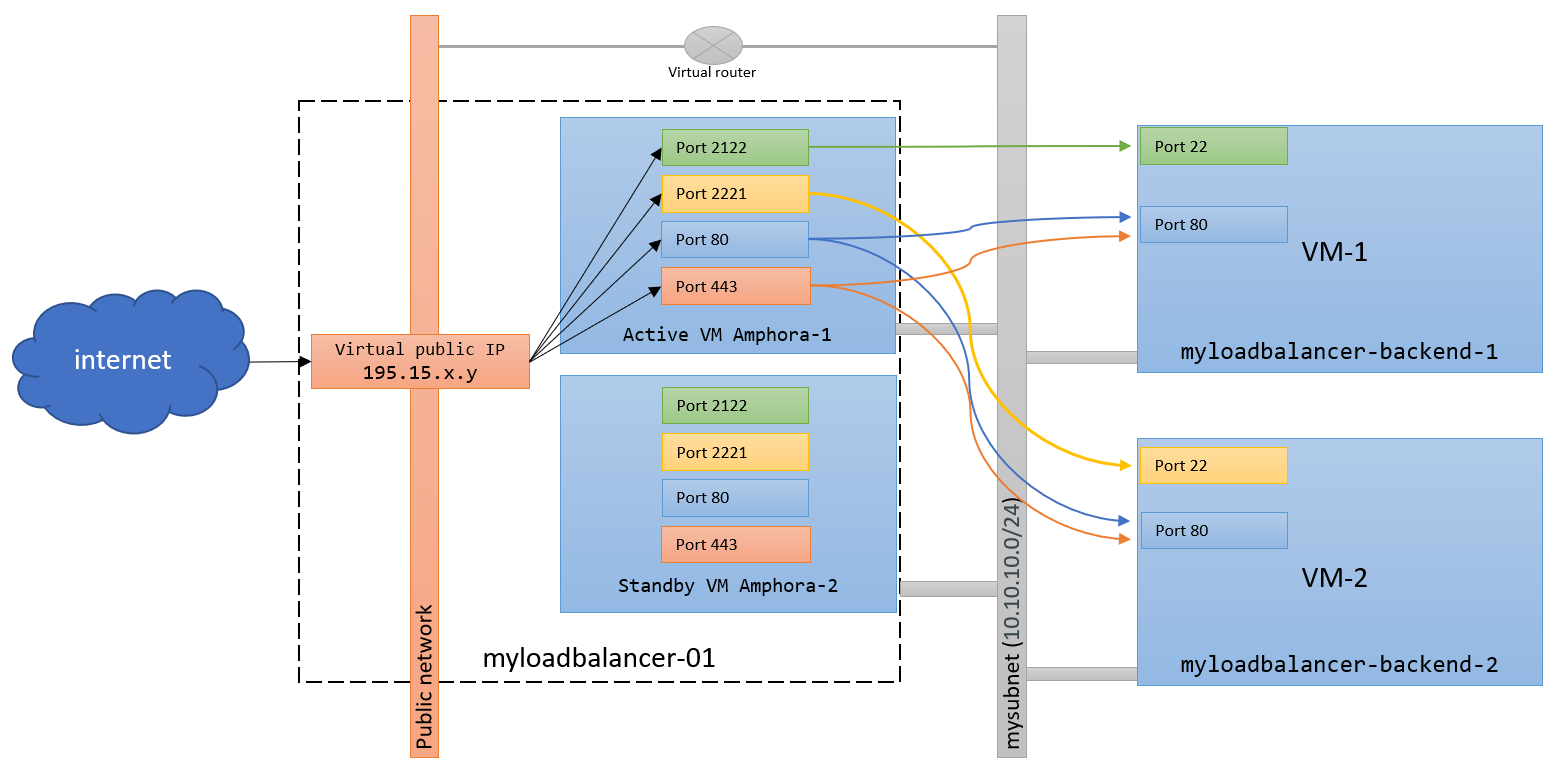 Virtual router
Port 2122
Port 2221
Port 80
Port 443
Active VM Amphora-1
internet
Virtual public IP
195.15.x.y
Port 2122
Port 2221
Port 80
Port 443
Standby VM Amphora-2
myloadbalancer-01
Public network
mysubnet (10.10.10.0/24)
Port 22
Port 80
VM-1
myloadbalancer-backend-1
Port 22
Port 80
VM-2
myloadbalancer-backend-2